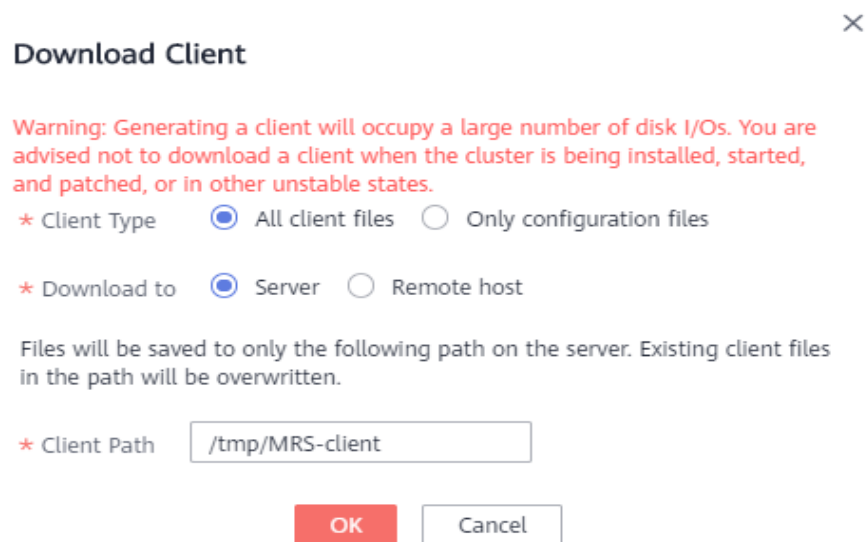 Download Client
Warning: Generating a client will occupy a large number of disk I/Os. You are
advised not to download a client when the cluster is being installed, started,
and patched, or in other unstable states.
* Client Type All client files Only configuration files
* Download to Server Remote host
Files will be saved to only the following path on the server. Existing client files
in the path will be overwritten.
* Client Path /tmp/MRS-client
OK Cancel